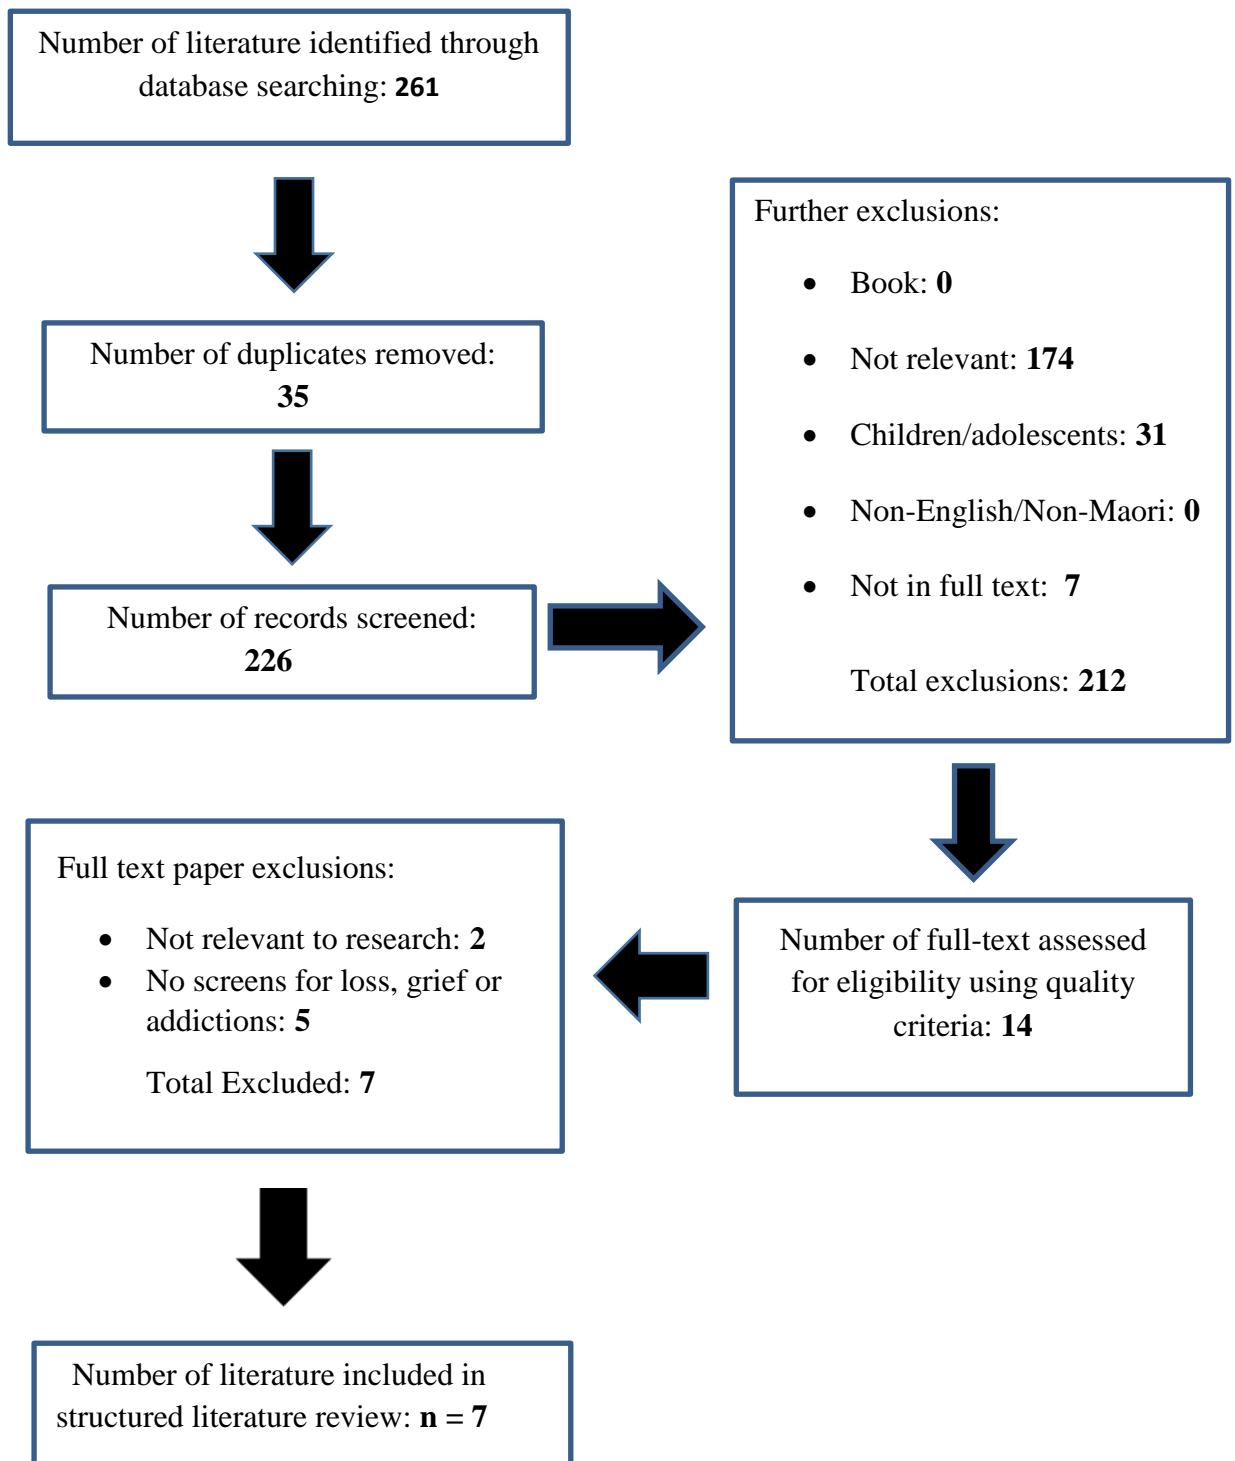 Number of literature identified through
database searching: 261
Number of duplicates removed:
35
Number of records screened:
226
Further exclusions:
• Book: 0
• Not relevant: 174
• Children/adolescents: 31
• Non-English/Non-Maori: 0
• Not in full text: 7
Total exclusions: 212
Number of full-text assessed
for eligibility using quality
criteria: 14
Full text paper exclusions:
• Not relevant to research: 2
• No screens for loss, grief or
addictions: 5
Total Excluded: 7
Number of literature included in
structured literature review: n = 7